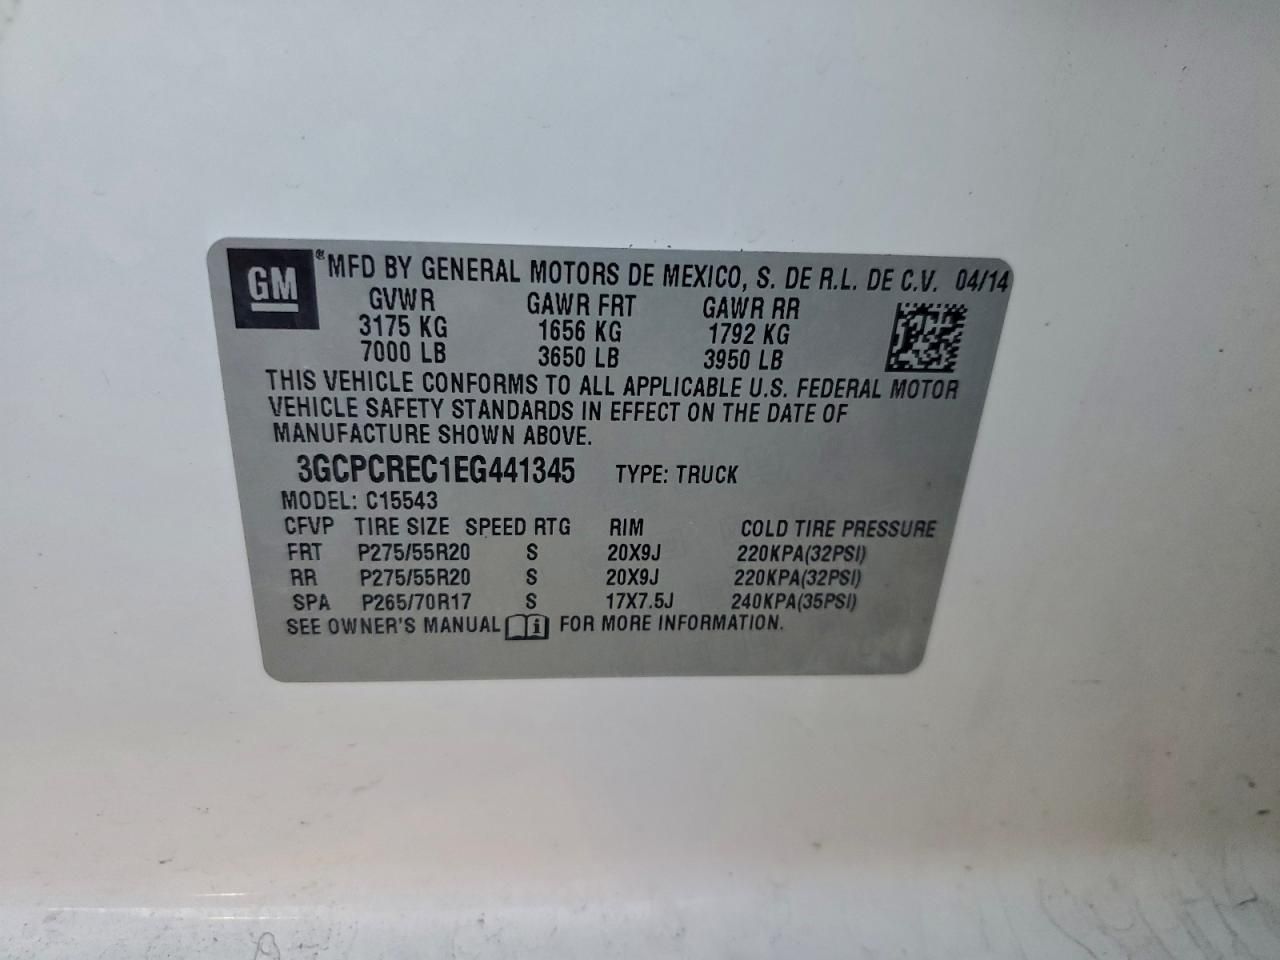 GM ® MFD BY GENERAL MOTORS DE MEXICO, S. DE R.L. DE C.V. 04/14
GVWR GAWR FRT GAWR RR
3175 KG 1656 KG 1792 KG
7000 LB 3650 LB 3950 LB
THIS VEHICLE CONFORMS TO ALL APPLICABLE U.S. FEDERAL MOTOR
VEHICLE SAFETY STANDARDS IN EFFECT ON THE DATE OF
MANUFACTURE SHOWN ABOVE.
3GCPCREC1EG441345 TYPE: TRUCK
MODEL: C15543
CFVP TIRE SIZE SPEED RTG RIM COLD TIRE PRESSURE
FRT P275/55R20 S 20X9J 220KPA(32PSI)
RR P275/55R20 S 20X9J 220KPA(32PSI)
SPA P265/70R17 S 17X7.5J 240KPA(35PSI)
SEE OWNER'S MANUAL i FOR MORE INFORMATION.